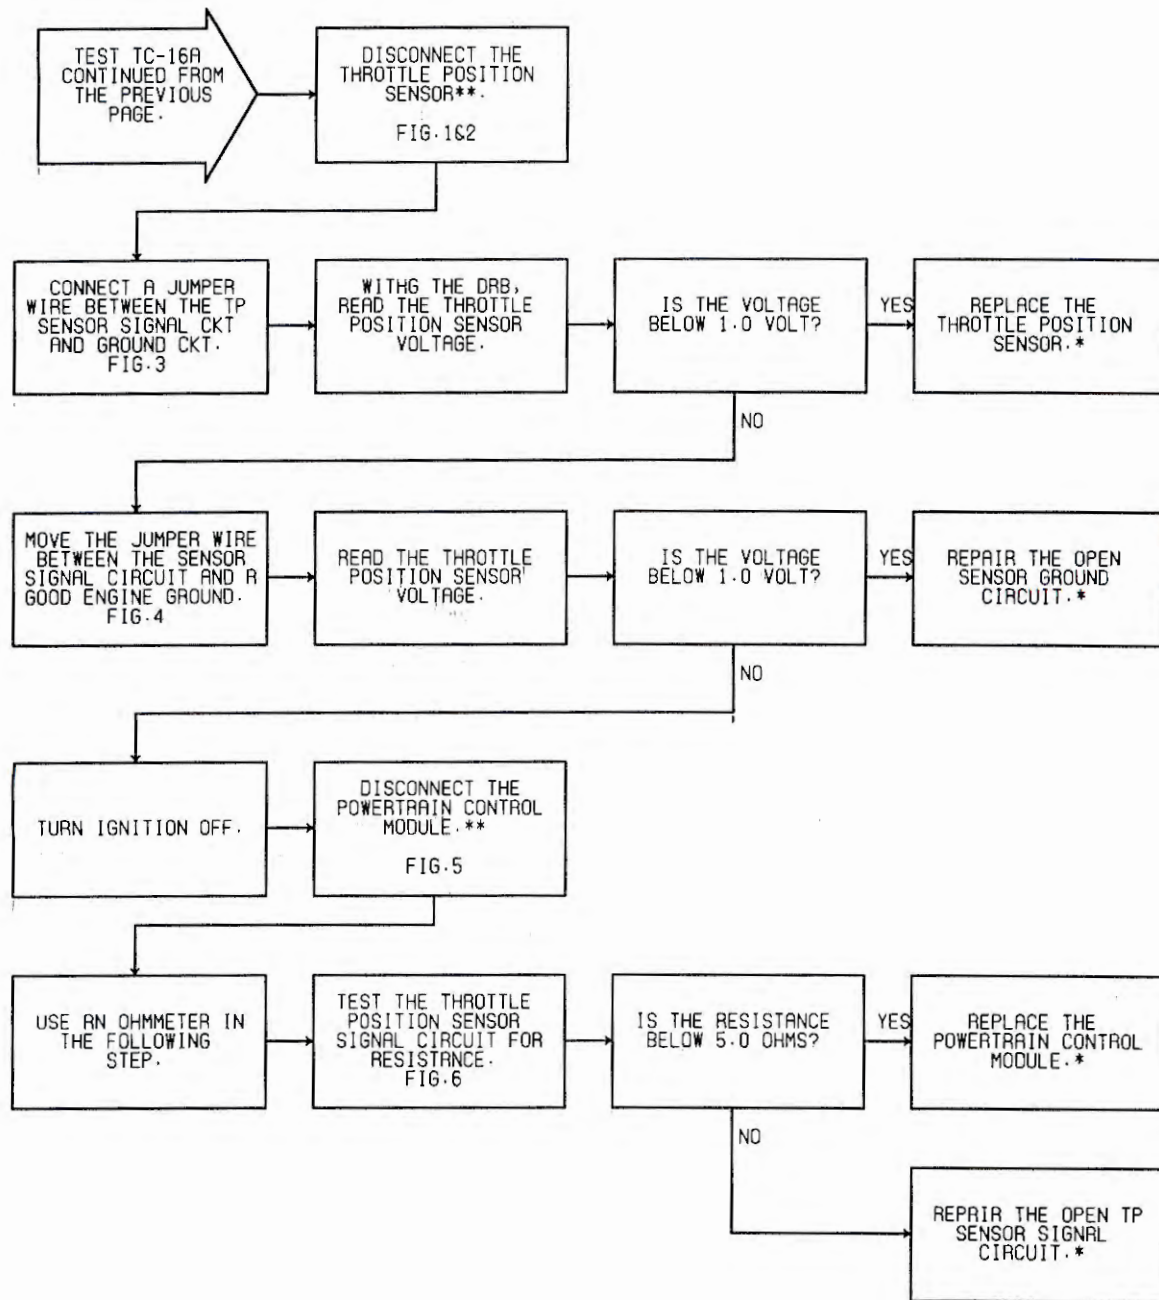 TEST TC-16A
CONTINUED FROM
THE PREVIOUS
PAGE.
DISCONNECT THE
THROTTLE POSITION
SENSOR**.
FIG.1&2
CONNECT A JUMPER
WIRE BETWEEN THE TP
SENSOR SIGNAL CKT
AND GROUND CKT.
FIG.3
WITHG THE DRB,
READ THE THROTTLE
POSITION SENSOR
VOLTAGE.
IS THE VOLTAGE
BELOW 1.0 VOLT?
YES
REPLACE THE
THROTTLE POSITION
SENSOR.*
NO
MOVE THE JUMPER WIRE
BETWEEN THE SENSOR
SIGNAL CIRCUIT AND A
GOOD ENGINE GROUND.
FIG.4
READ THE THROTTLE
POSITION SENSOR
VOLTAGE.
IS THE VOLTAGE
BELOW 1.0 VOLT?
YES
REPAIR THE OPEN
SENSOR GROUND
CIRCUIT.*
NO
TURN IGNITION OFF.
DISCONNECT THE
POWERTRAIN CONTROL
MODULE.**
FIG.5
USE AN OHMMETER IN
THE FOLLOWING
STEP.
TEST THE THROTTLE
POSITION SENSOR
SIGNAL CIRCUIT FOR
RESISTANCE.
FIG.6
IS THE RESISTANCE
BELOW 5.0 OHMS?
YES
REPLACE THE
POWERTRAIN CONTROL
MODULE.*
NO
REPAIR THE OPEN TP
SENSOR SIGNAL
CIRCUIT.*